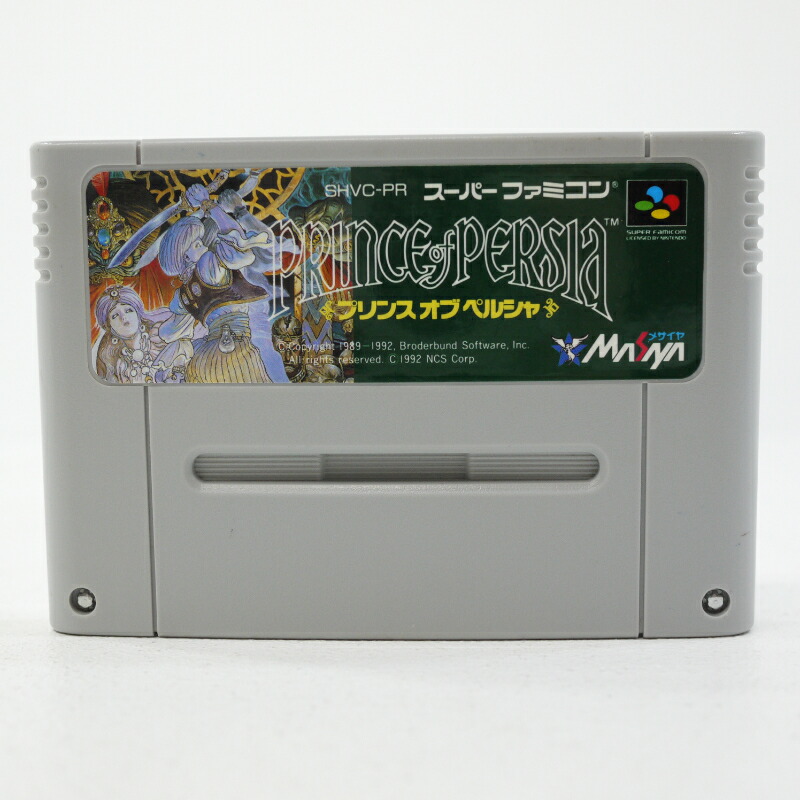 SHVC-PR スーパーファミコン®
SUPER FAMICOM
LICENSED BY NINTENDO
PRINCE of PERSIA™
プリンス オブ ペルシャ
© Copyright 1989-1992, Broderbund Software, Inc.
All rights reserved. C 1992 NCS Corp.
メサイヤ
MASAYA